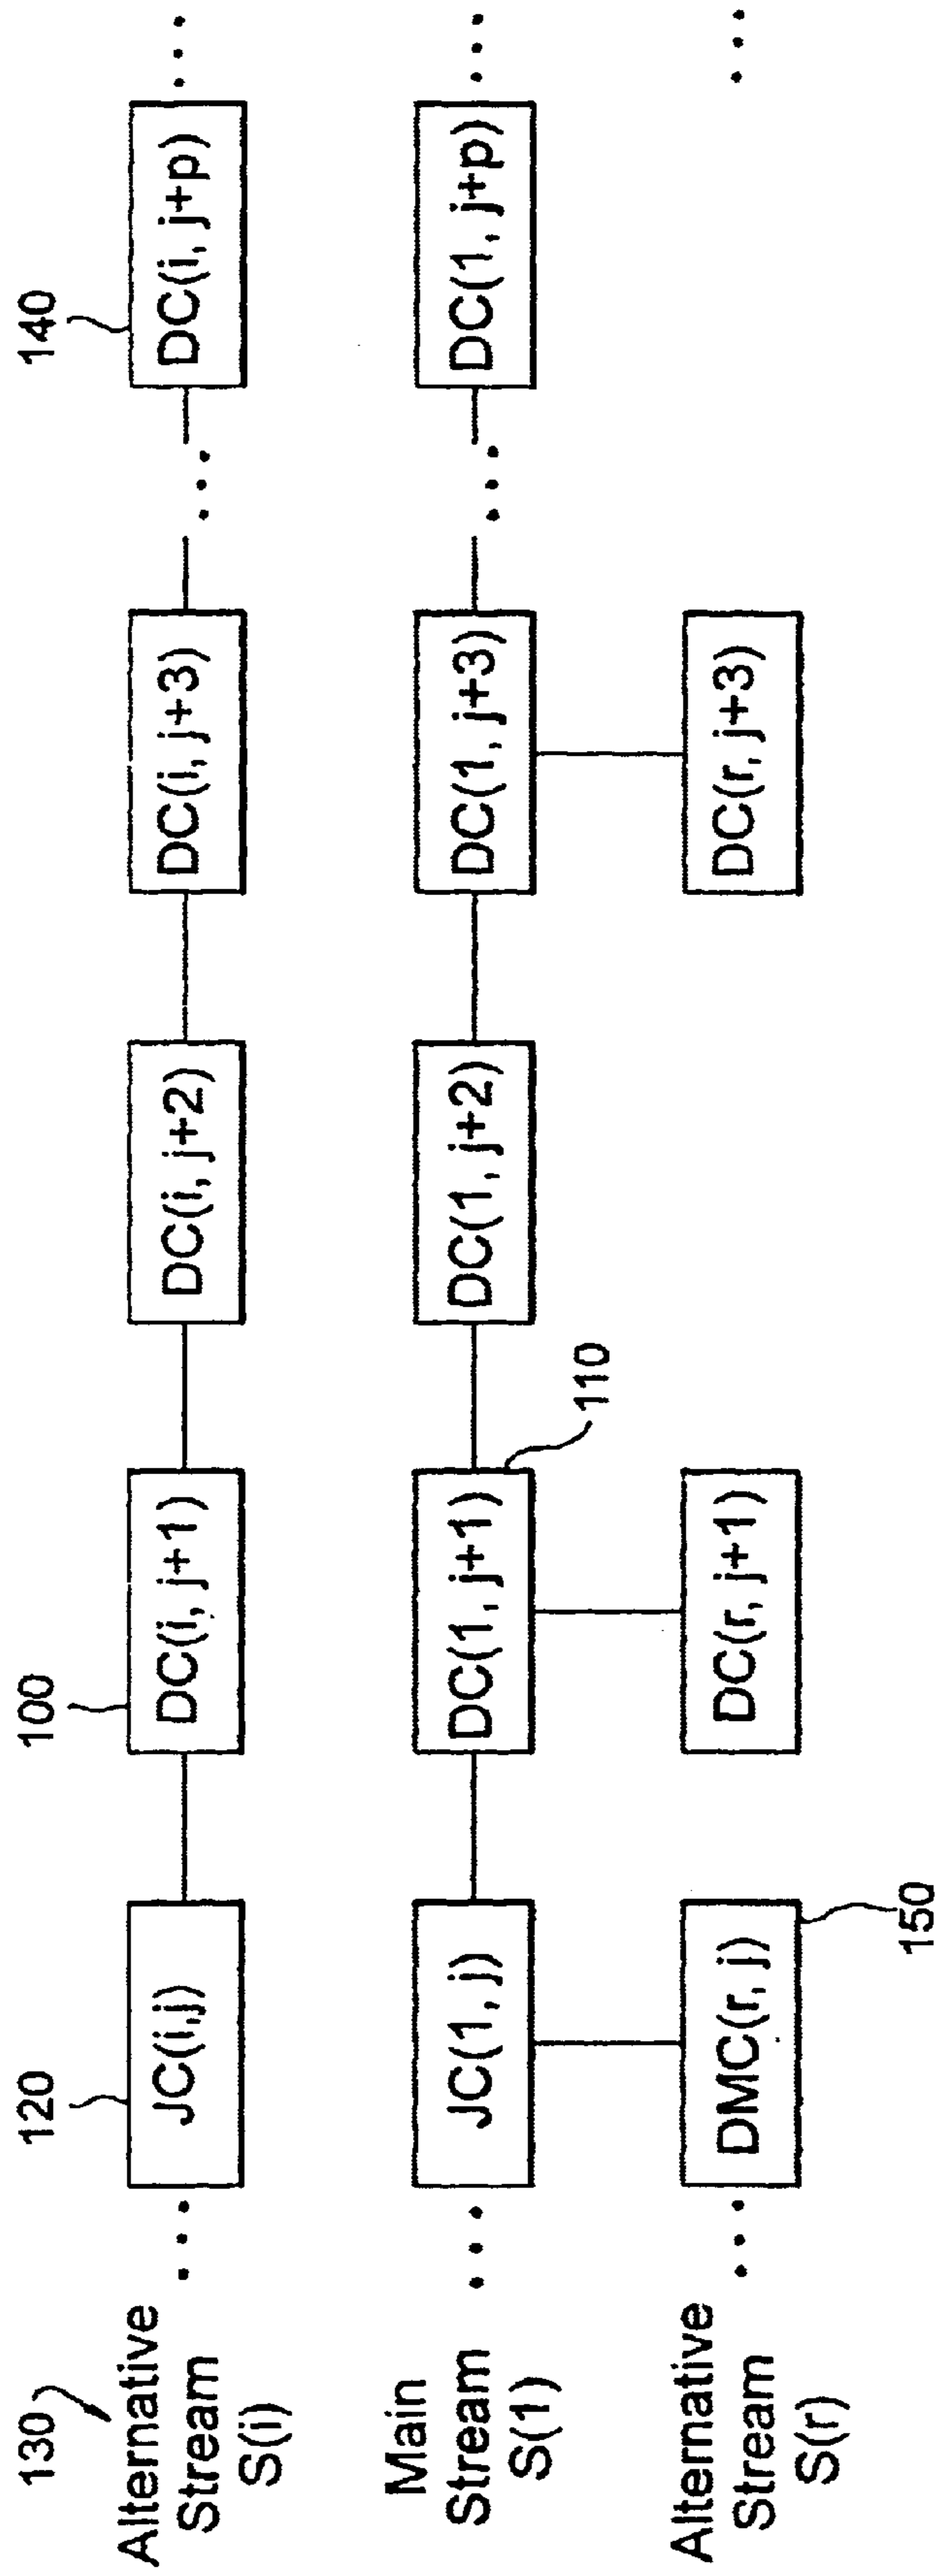 130
Alternative
Stream
S(i)
120
JC(i,j)
100
DC(i, j+1)
DC(i, j+2)
DC(i, j+3)
140
DC(i, j+p)
Main
Stream
S(1)
JC(1, j)
DC(1, j+1)
110
DC(1, j+2)
DC(1, j+3)
DC(1, j+p)
Alternative
Stream
S(r)
DMC(r, j)
150
DC(r, j+1)
DC(r, j+3)